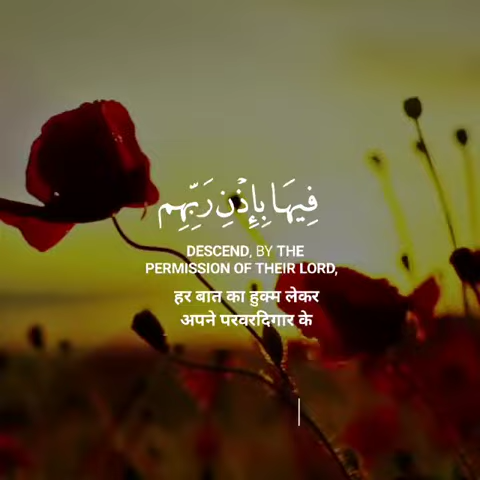 فِيهَا بِإِذْنِ رَبِّهِم
DESCEND, BY THE
PERMISSION OF THEIR LORD,
हर बात का हुक्म लेकर
अपने परवरदिगार के